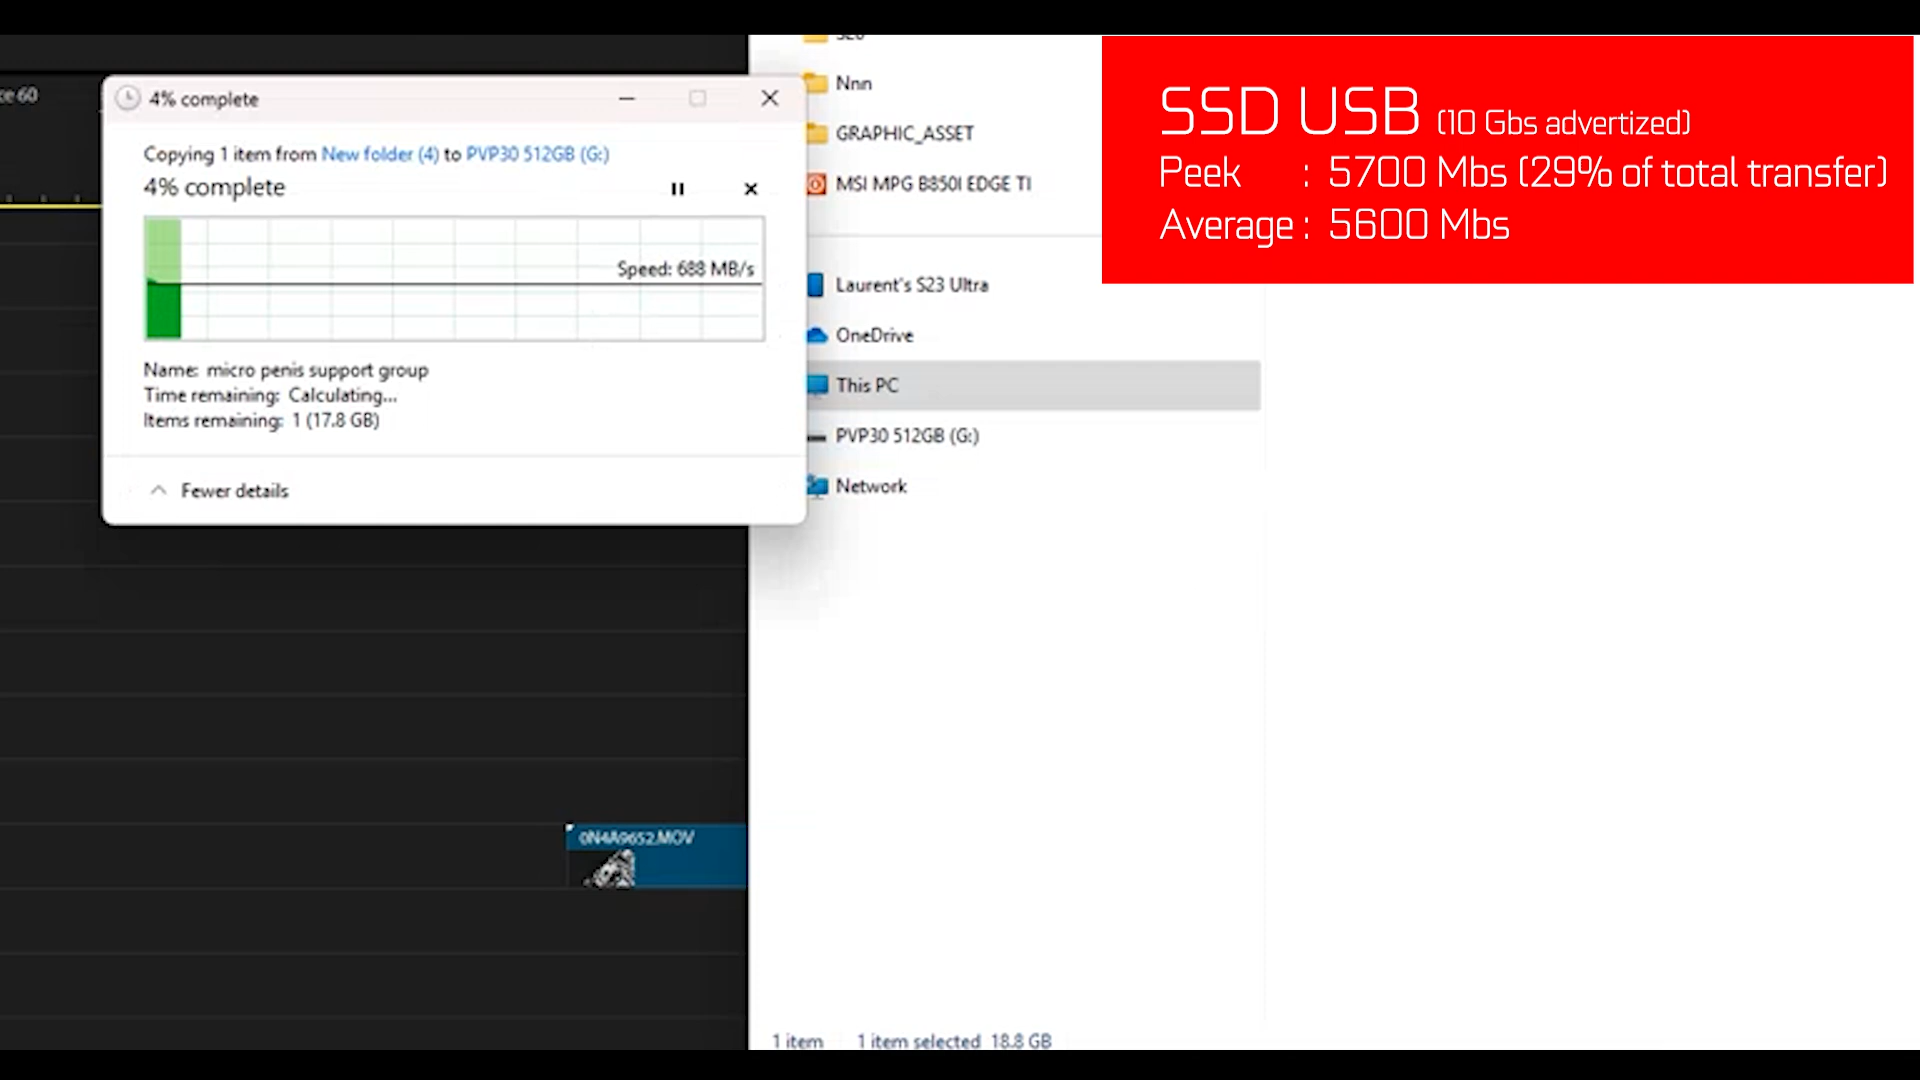 ce 60
4% complete
Copying 1 item from New folder (4) to PVP30 512GB (G:)
4% complete
Speed: 688 MB/s
Name: micro penis support group
Time remaining: Calculating...
Items remaining: 1 (17.8 GB)
Fewer details
0N4A9652.MOV
Nnn
GRAPHIC_ASSET
MSI MPG B850I EDGE TI
Laurent's S23 Ultra
OneDrive
This PC
PVP30 512GB (G:)
Network
1 item 1 item selected 18.8 GB
SSD USB (10 Gbs advertized)
Peek : 5700 Mbs (29% of total transfer)
Average : 5600 Mbs